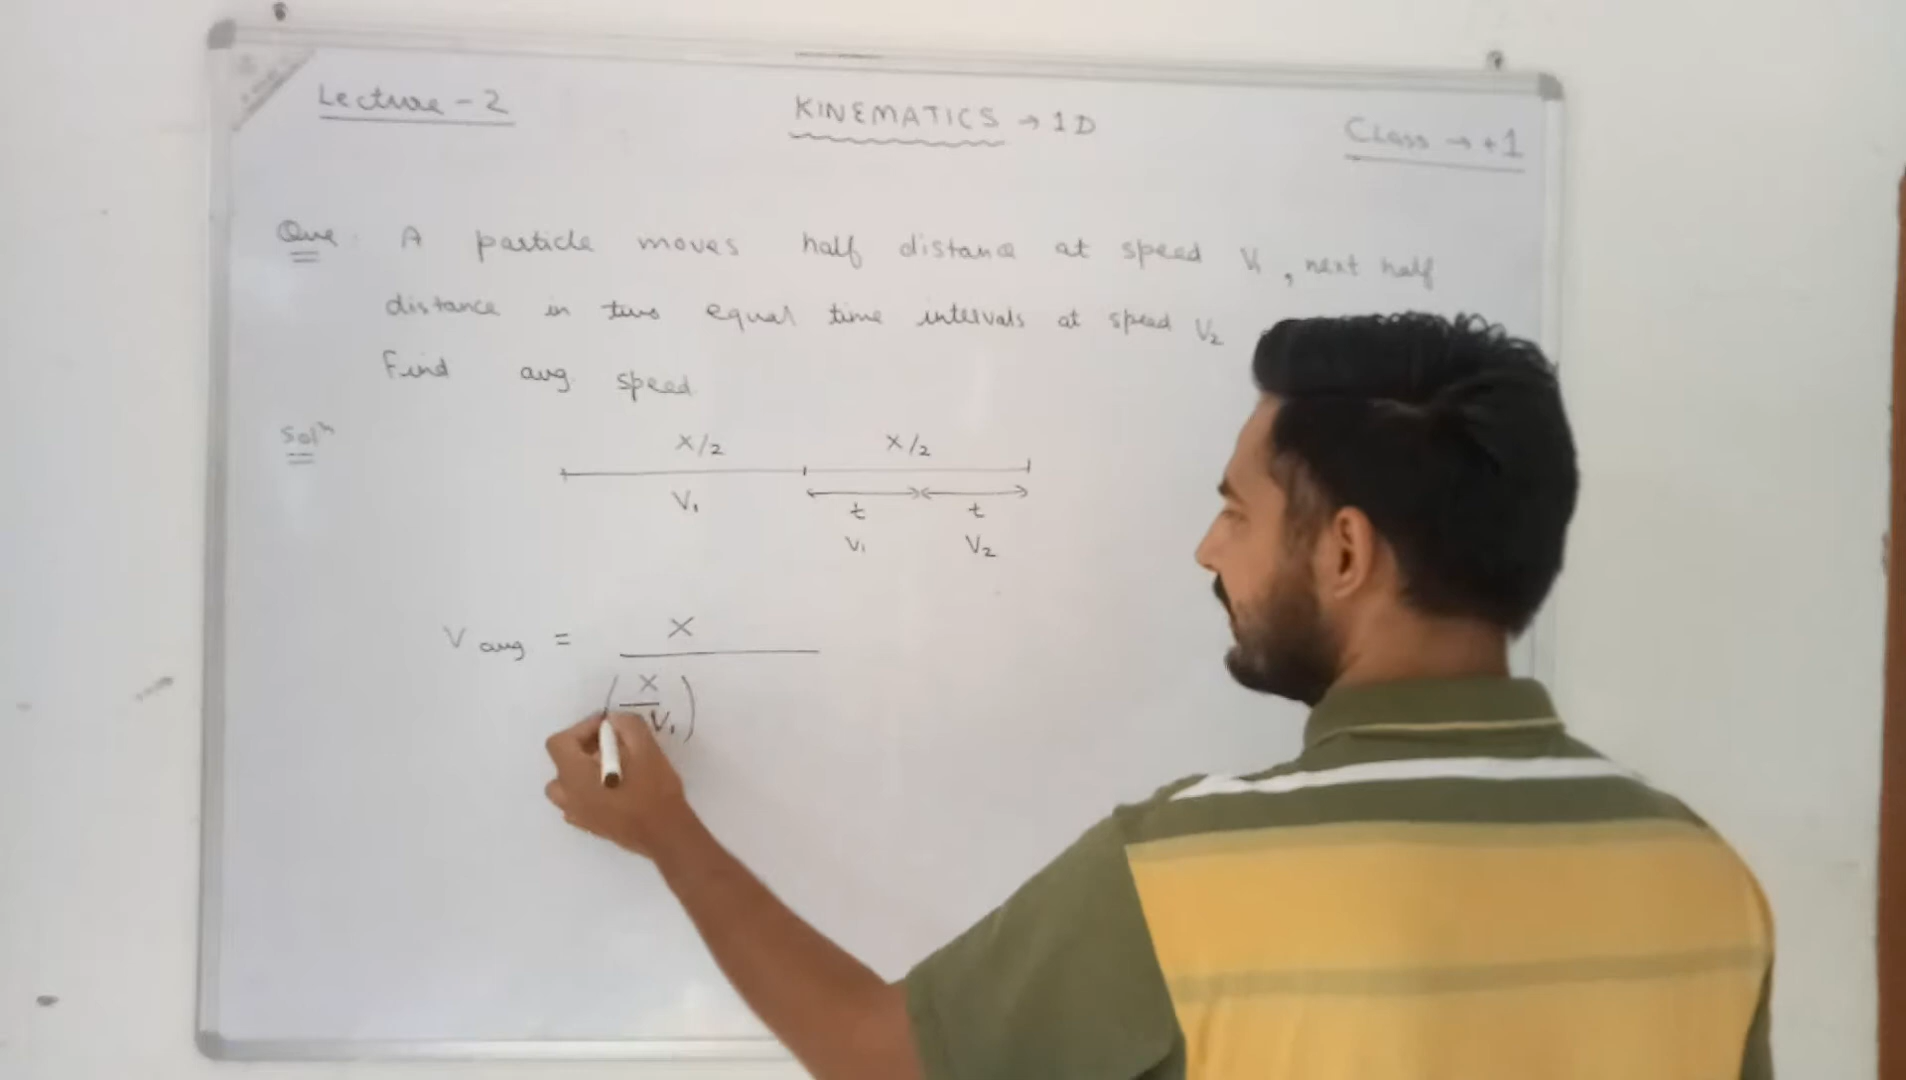 Lecture - 2
KINEMATICS → 1D
Class → +1
Que A particle moves half distance at speed V₁, next half
distance in two equal time intervals at speed V₂
Find avg speed
Solⁿ
X/2 X/2
V₁
t t
V₁ V₂
V avg = X
( X
V₁ )